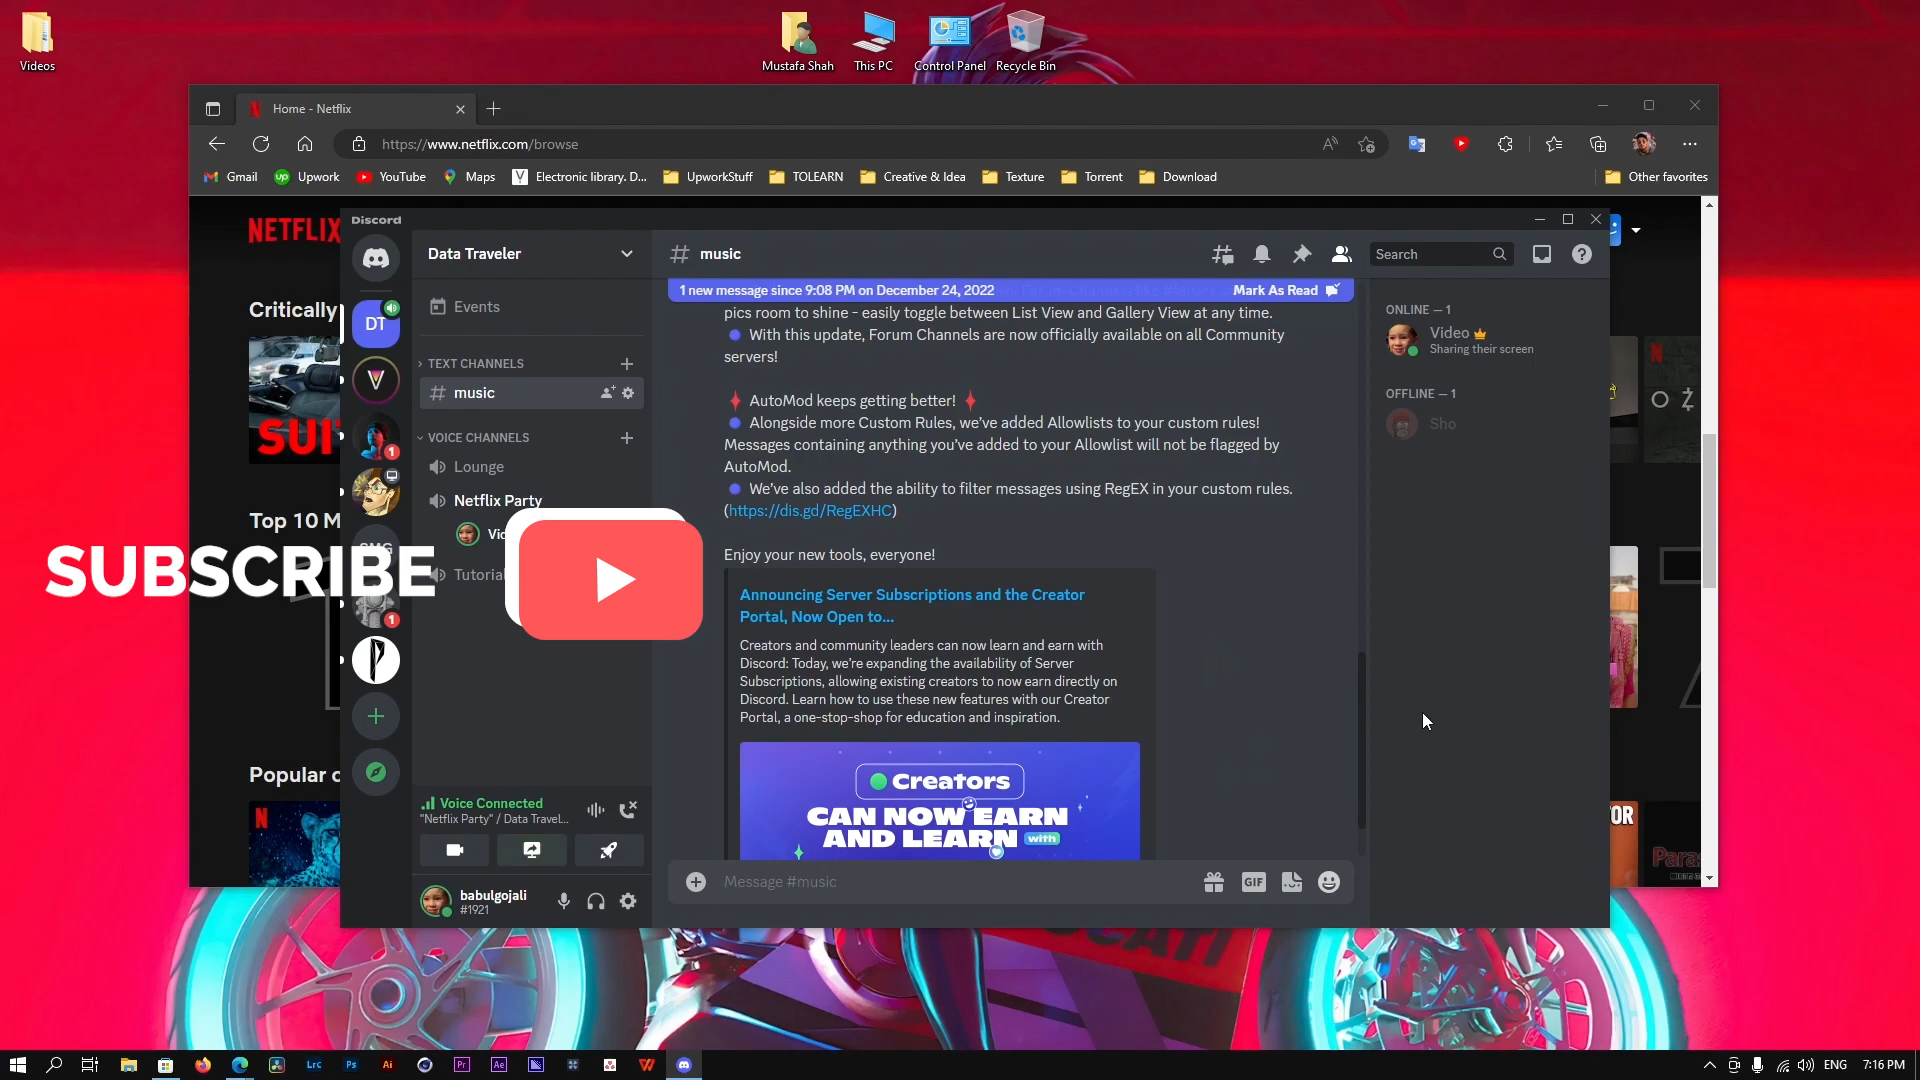 Videos
Mustafa Shah
This PC
Control Panel
Recycle Bin
Home - Netflix
https://www.netflix.com/browse
Gmail
Upwork
YouTube
Maps
Electronic library. D...
UpworkStuff
TOLEARN
Creative & Idea
Texture
Torrent
Download
Other favorites
NETFLIX
Critically
Top 10 M
Popular
Discord
Data Traveler
Events
TEXT CHANNELS
music
VOICE CHANNELS
Lounge
Netflix Party
Tutorial
SUBSCRIBE
DT
1
1
Voice Connected
"Netflix Party" / Data Travel...
babulgojali
#1921
music
Search
1 new message since 9:08 PM on December 24, 2022
Mark As Read
pics room to shine - easily toggle between List View and Gallery View at any time.
With this update, Forum Channels are now officially available on all Community
servers!
AutoMod keeps getting better!
Alongside more Custom Rules, we've added Allowlists to your custom rules!
Messages containing anything you've added to your Allowlist will not be flagged by
AutoMod.
We've also added the ability to filter messages using RegEX in your custom rules.
(https://dis.gd/RegEXHC)
Enjoy your new tools, everyone!
Announcing Server Subscriptions and the Creator
Portal, Now Open to...
Creators and community leaders can now learn and earn with
Discord: Today, we're expanding the availability of Server
Subscriptions, allowing existing creators to now earn directly on
Discord. Learn how to use these new features with our Creator
Portal, a one-stop-shop for education and inspiration.
Creators
CAN NOW EARN
AND LEARN with
Message #music
GIF
ONLINE — 1
Video
Sharing their screen
OFFLINE — 1
Sho
Lrc
Ps
Ai
Pr
Ae
ENG
7:16 PM